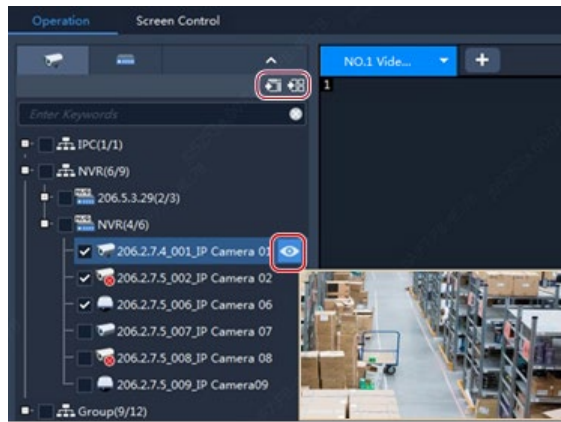 Operation Screen Control
NO.1 Vide...
1
Enter Keywords
IPC(1/1)
NVR(6/9)
206.5.3.29(2/3)
NVR(4/6)
206.2.7.4_001_IP Camera 01
206.2.7.5_002_IP Camera 02
206.2.7.5_006_IP Camera 06
206.2.7.5_007_IP Camera 07
206.2.7.5_008_IP Camera 08
206.2.7.5_009_IP Camera09
Group(9/12)